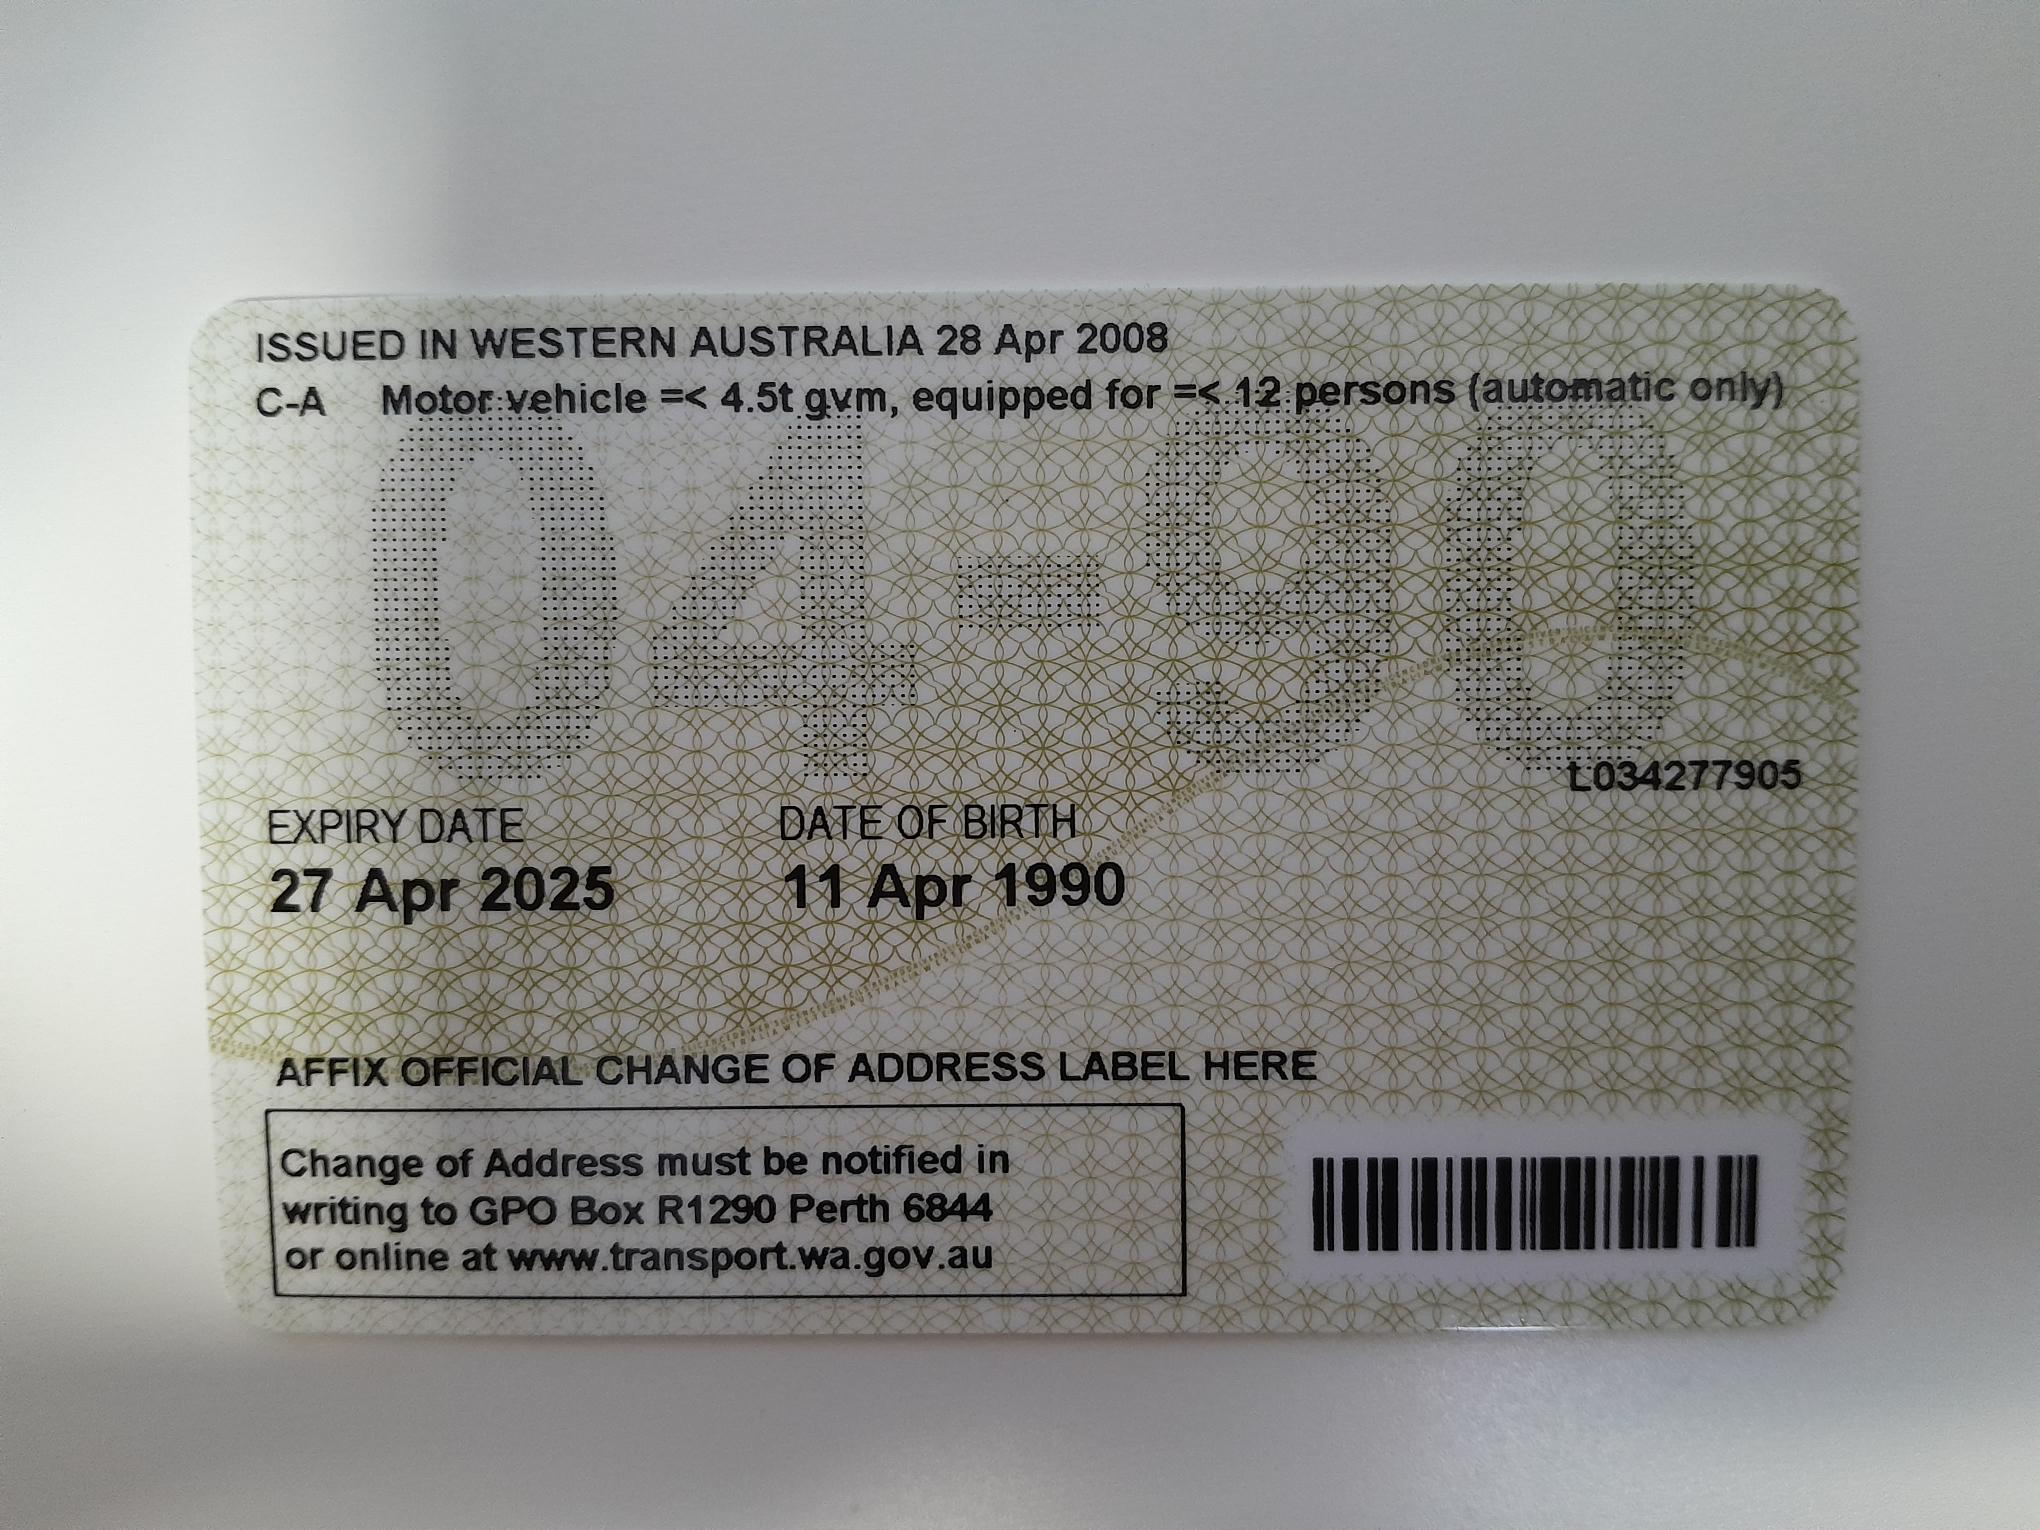 ISSUED IN WESTERN AUSTRALIA 28 Apr 2008
C-A Motor vehicle =< 4.5t gvm, equipped for =< 12 persons (automatic only)
04-90
L034277905
EXPIRY DATE DATE OF BIRTH
27 Apr 2025 11 Apr 1990
AFFIX OFFICIAL CHANGE OF ADDRESS LABEL HERE
Change of Address must be notified in
writing to GPO Box R1290 Perth 6844
or online at www.transport.wa.gov.au